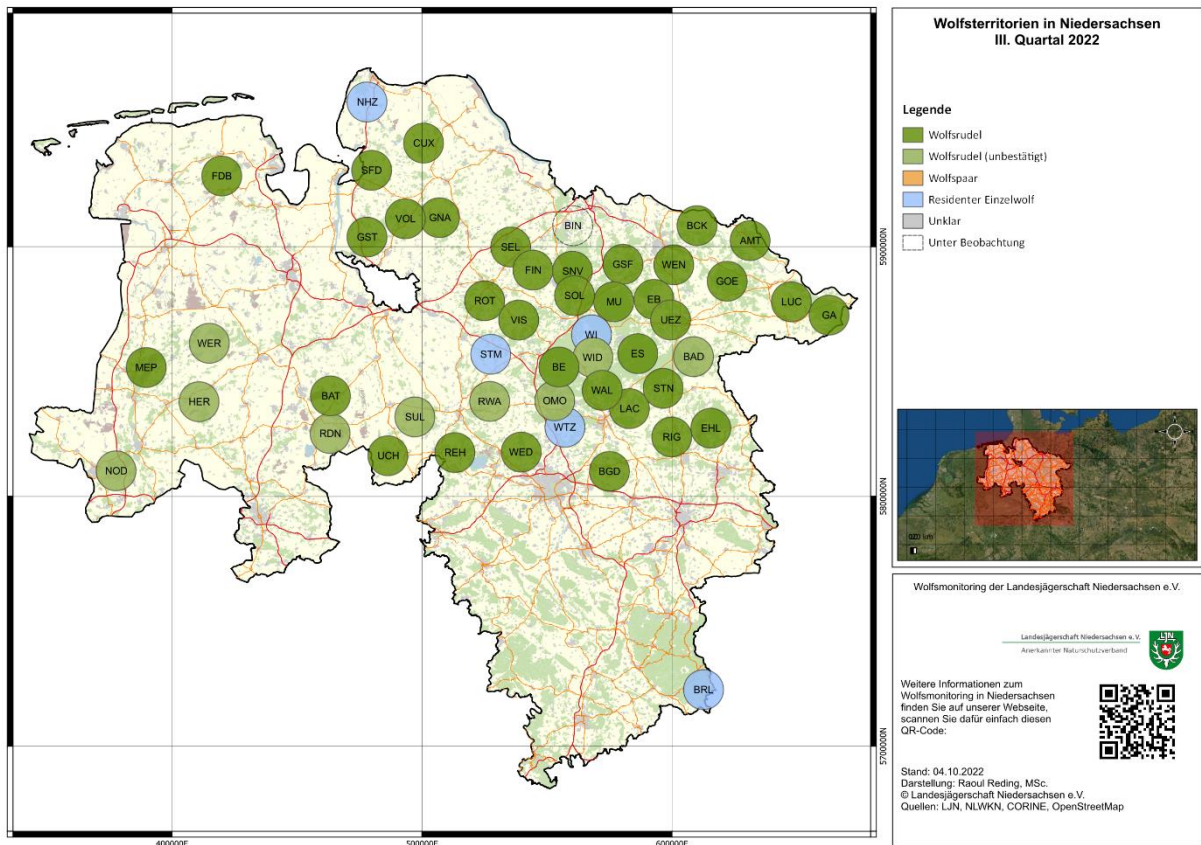 Wolfsterritorien in Niedersachsen
III. Quartal 2022
Legende
Wolfsrudel
Wolfsrudel (unbestätigt)
Wolfspaar
Residenter Einzelwolf
Unklar
Unter Beobachtung
NHZ
CUX
SFD
FDB
VOL
GNA
GST
BIN
BCK
AMT
SEL
FIN
SNV
GSF
WEN
GOE
ROT
SOL
MU
EB
LUC
GA
VIS
UEZ
WI
WER
STM
WID
ES
BAD
MEP
BE
HER
BAT
RWA
OMO
WAL
STN
SUL
LAC
RDN
WTZ
RIG
EHL
NOD
UCH
REH
WED
BGD
BRL
5900000N
5800000N
5700000N
400000E
500000E
600000E
Wolfsmonitoring der Landesjägerschaft Niedersachsen e.V.
Landesjägerschaft Niedersachsen e. V.
Anerkannter Naturschutzverband
LJN
Weitere Informationen zum
Wolfsmonitoring in Niedersachsen
finden Sie auf unserer Webseite,
scannen Sie dafür einfach diesen
QR-Code:
Stand: 04.10.2022
Darstellung: Raoul Reding, MSc.
© Landesjägerschaft Niedersachsen e.V.
Quellen: LJN, NLWKN, CORINE, OpenStreetMap